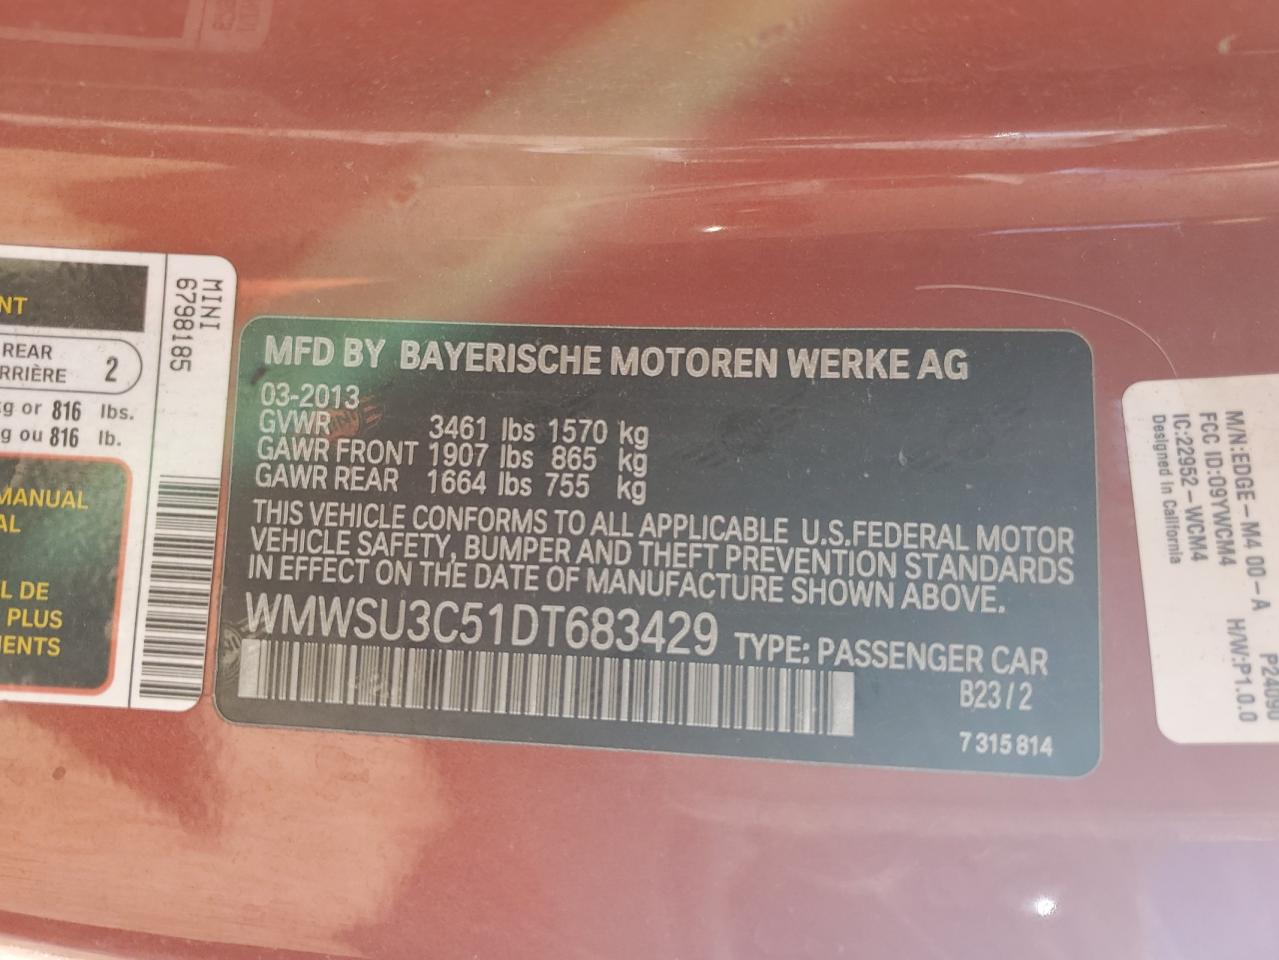 NT
REAR
RRIÈRE
2
kg or 816 lbs.
kg ou 816 lb.
MANUAL
AL
L DE
PLUS
ENTS
MINI
6798185
MFD BY BAYERISCHE MOTOREN WERKE AG
03-2013
GVWR 3461 lbs 1570 kg
GAWR FRONT 1907 lbs 865 kg
GAWR REAR 1664 lbs 755 kg
THIS VEHICLE CONFORMS TO ALL APPLICABLE U.S.FEDERAL MOTOR
VEHICLE SAFETY, BUMPER AND THEFT PREVENTION STANDARDS
IN EFFECT ON THE DATE OF MANUFACTURE SHOWN ABOVE.
WMWSU3C51DT683429 TYPE: PASSENGER CAR
B23/2
7 315 814
M/N:EDGE-M4 00-A H/W:P1.0.0
FCC ID:09YWCM4
IC:22952-WCM4
Designed in California